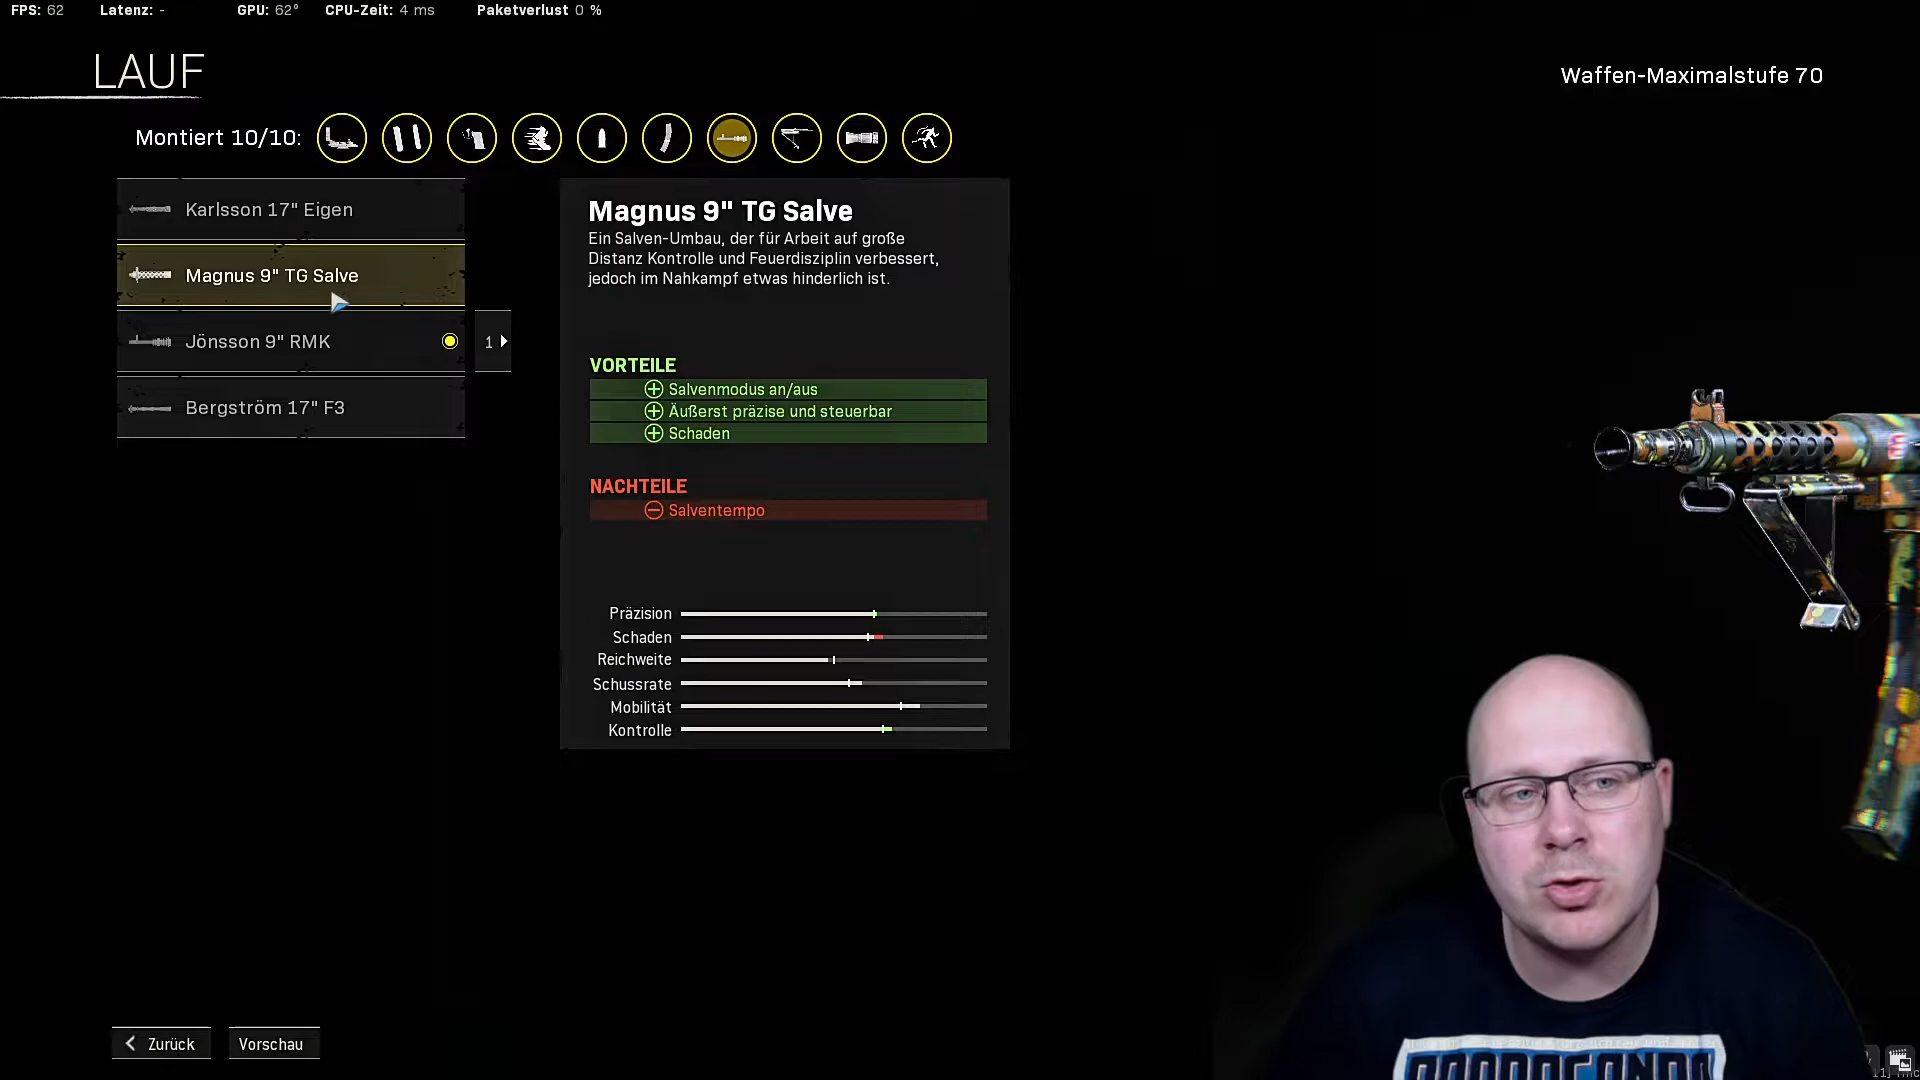 FPS: 62 Latenz: - GPU: 62° CPU-Zeit: 4 ms Paketverlust 0 %
LAUF
Waffen-Maximalstufe 70
Montiert 10/10:
Karlsson 17" Eigen
Magnus 9" TG Salve
Jönsson 9" RMK
1
Bergström 17" F3
Magnus 9" TG Salve
Ein Salven-Umbau, der für Arbeit auf große
Distanz Kontrolle und Feuerdisziplin verbessert,
jedoch im Nahkampf etwas hinderlich ist.
VORTEILE
Salvenmodus an/aus
Äußerst präzise und steuerbar
Schaden
NACHTEILE
Salventempo
Präzision
Schaden
Reichweite
Schussrate
Mobilität
Kontrolle
Zurück
Vorschau